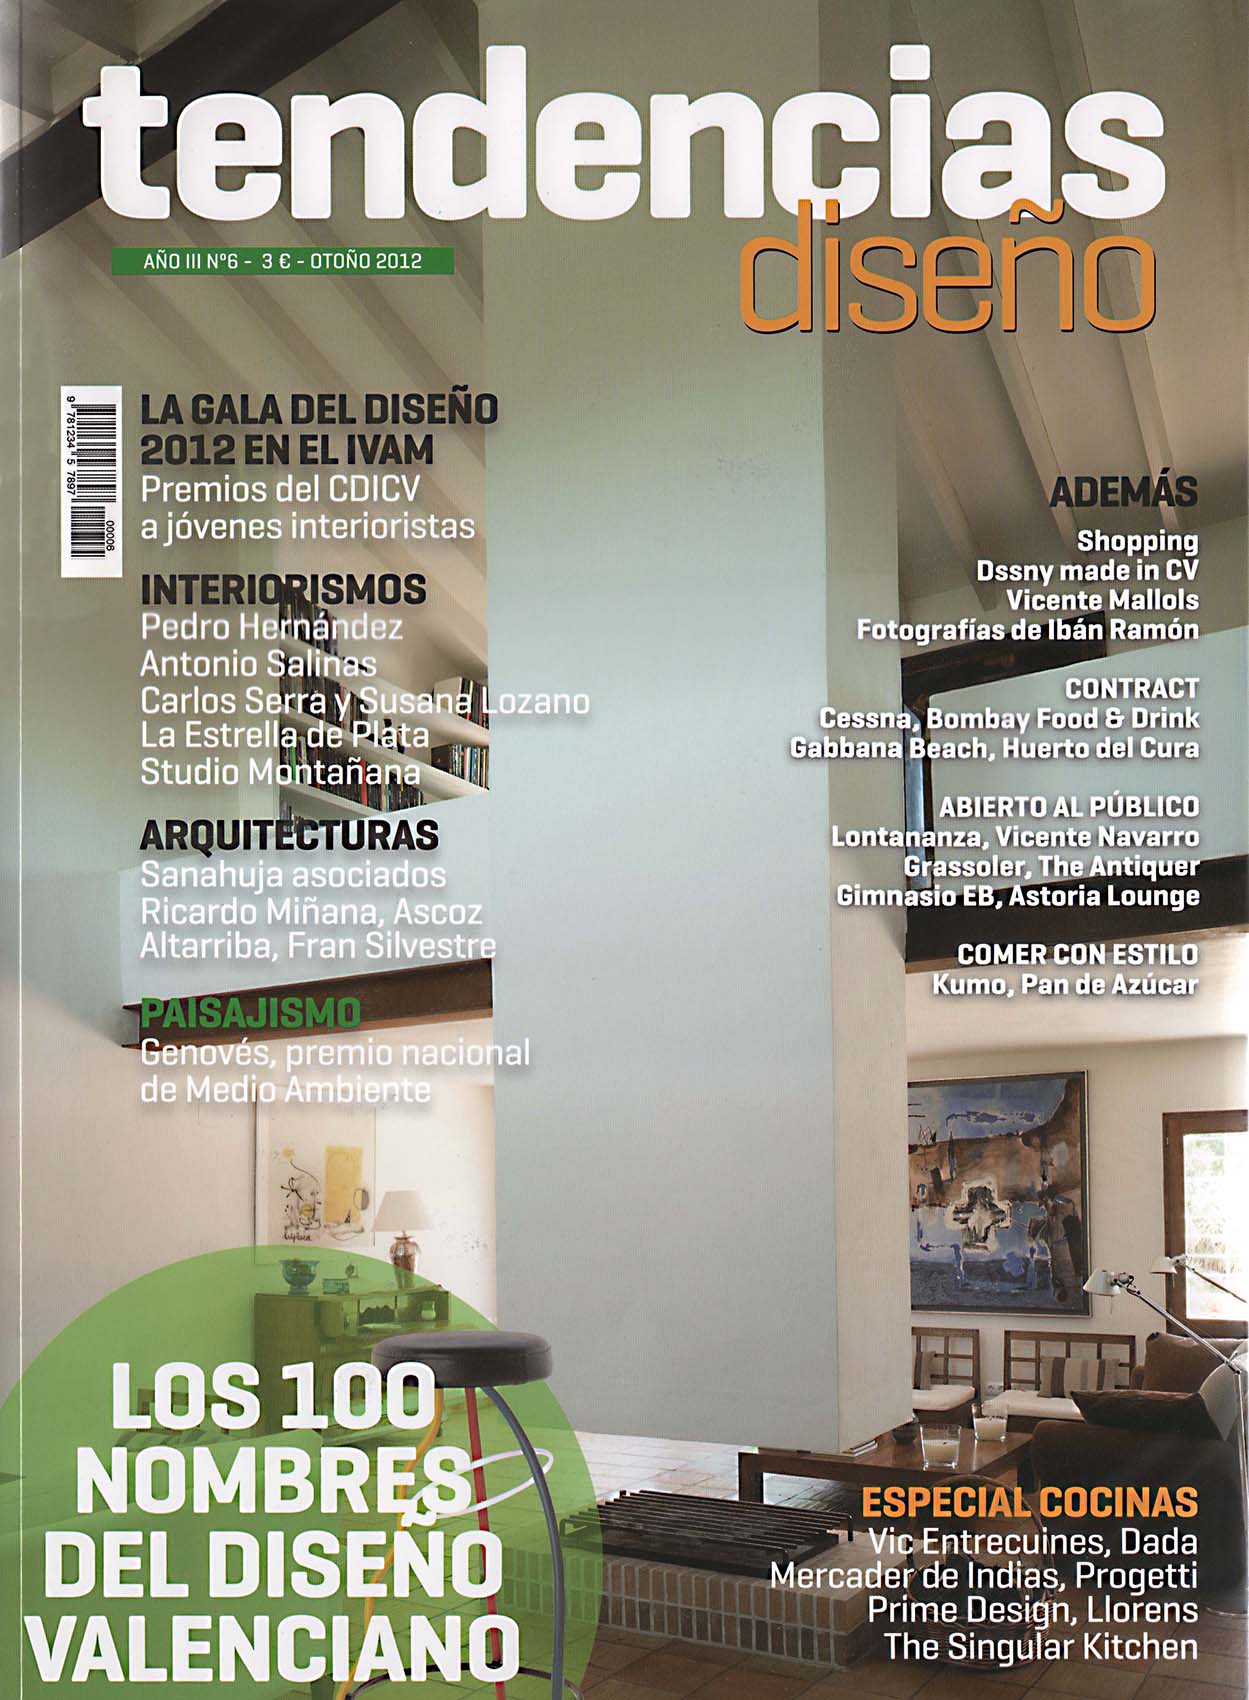 tendencias
diseño
AÑO III Nº6 - 3 € - OTOÑO 2012
9 781234 5 7897
00006
LA GALA DEL DISEÑO
2012 EN EL IVAM
Premios del CDICV
a jóvenes interioristas
INTERIORISMOS
Pedro Hernández
Antonio Salinas
Carlos Serra y Susana Lozano
La Estrella de Plata
Studio Montañana
ARQUITECTURAS
Sanahuja asociados
Ricardo Miñana, Ascoz
Altarriba, Fran Silvestre
PAISAJISMO
Genovés, premio nacional
de Medio Ambiente
ADEMÁS
Shopping
Dssny made in CV
Vicente Mallols
Fotografías de Ibán Ramón
CONTRACT
Cessna, Bombay Food & Drink
Gabbana Beach, Huerto del Cura
ABIERTO AL PÚBLICO
Lontananza, Vicente Navarro
Grassoler, The Antiquer
Gimnasio EB, Astoria Lounge
COMER CON ESTILO
Kumo, Pan de Azúcar
LOS 100
NOMBRES
DEL DISEÑO
VALENCIANO
ESPECIAL COCINAS
Vic Entrecuines, Dada
Mercader de Indias, Progetti
Prime Design, Llorens
The Singular Kitchen